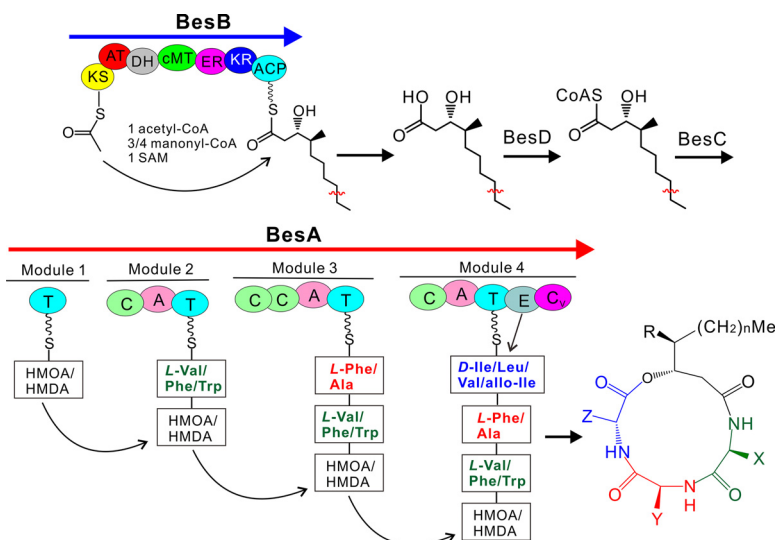 BesB
KS AT DH cMT ER KR ACP
S
O
1 acetyl-CoA
3/4 manonyl-CoA
1 SAM
S OH
O
HO OH
O
BesD
CoAS OH
O
BesC
BesA
Module 1
Module 2
Module 3
Module 4
T
C A T
C C A T
C A T E Cy
S
S
S
S
HMOA/
HMDA
L-Val/
Phe/Trp
HMOA/
HMDA
L-Phe/
Ala
L-Val/
Phe/Trp
HMOA/
HMDA
D-Ile/Leu/
Val/allo-Ile
L-Phe/
Ala
L-Val/
Phe/Trp
HMOA/
HMDA
R (CH₂)nMe
O O O
Z NH
HN X
O N O
H
Y